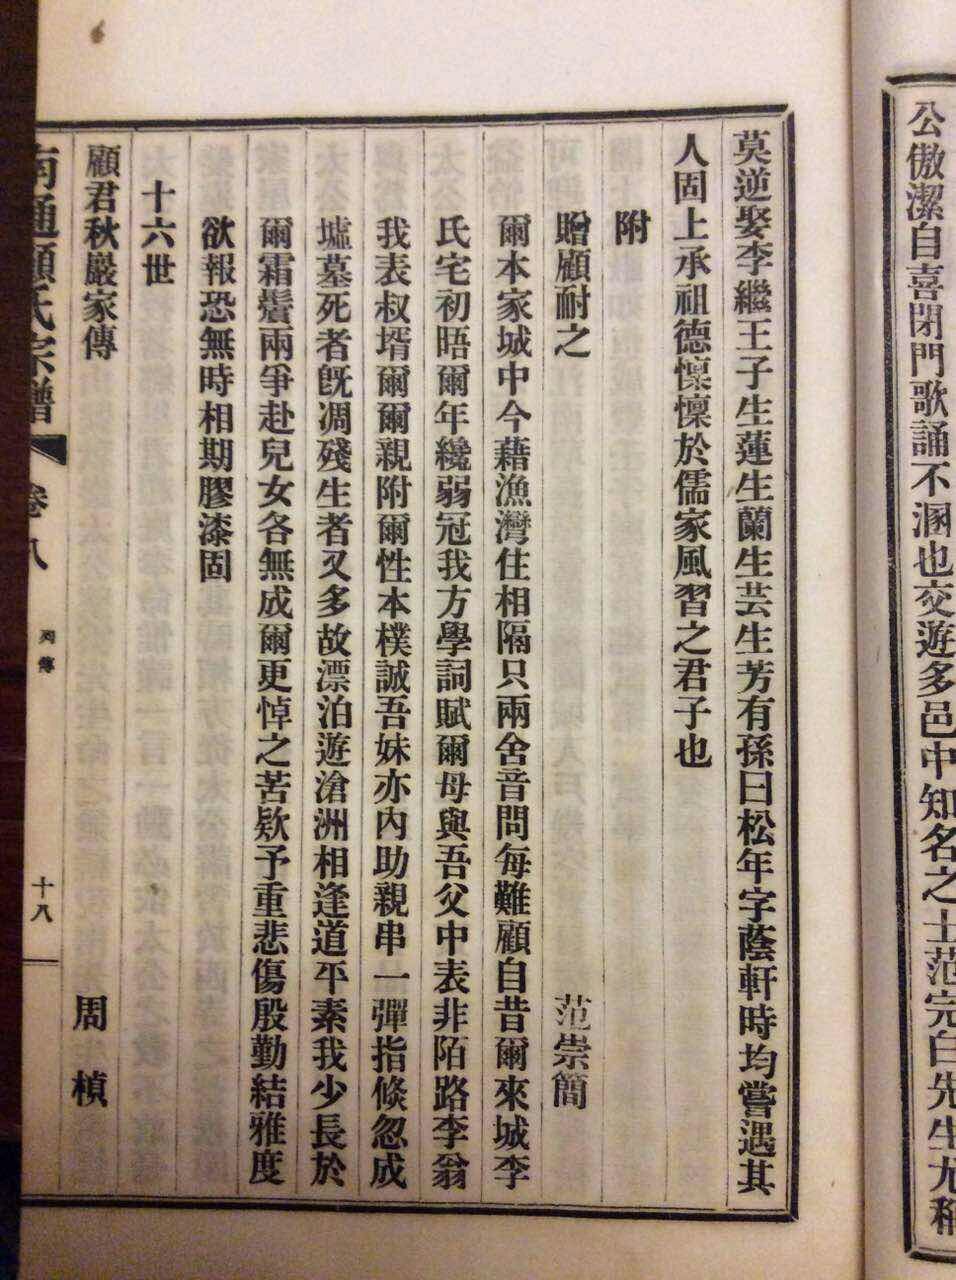 公傲潔自喜閉門歌誦不溷也交遊多邑中知名之士范完白先生尤稱
莫逆娶李繼王子生蓮生蘭生芸生芳有孫曰松年字蔭軒時均嘗遇其
人固上承祖德懍懍於儒家風習之君子也
附
贈顧耐之 范崇簡
爾本家城中今藉漁灣住相隔只兩舍音問每難顧自昔爾來城李
氏宅初晤爾年纔弱冠我方學詞賦爾母與吾父中表非陌路李翁
我表叔壻爾爾親附爾性本樸誠吾妹亦內助親串一彈指倐忽成
墟墓死者旣凋殘生者又多故漂泊遊滄洲相逢道平素我少長於
爾霜鬢兩爭赴兒女各無成爾更悼之苦欵予重悲傷殷勤結雅度
欲報恐無時相期膠漆固
十六世
顧君秋巖家傳 周楨
南通顧氏宗譜 卷八 列傳 十八